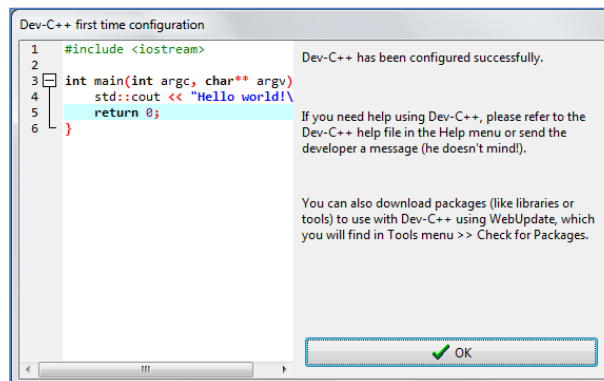 Dev-C++ first time configuration
1 #include <iostream>
2
3 int main(int argc, char** argv)
4 std::cout << "Hello world!\
5 return 0;
6 }
Dev-C++ has been configured successfully.
If you need help using Dev-C++, please refer to the
Dev-C++ help file in the Help menu or send the
developer a message (he doesn't mind!).
You can also download packages (like libraries or
tools) to use with Dev-C++ using WebUpdate, which
you will find in Tools menu >> Check for Packages.
OK